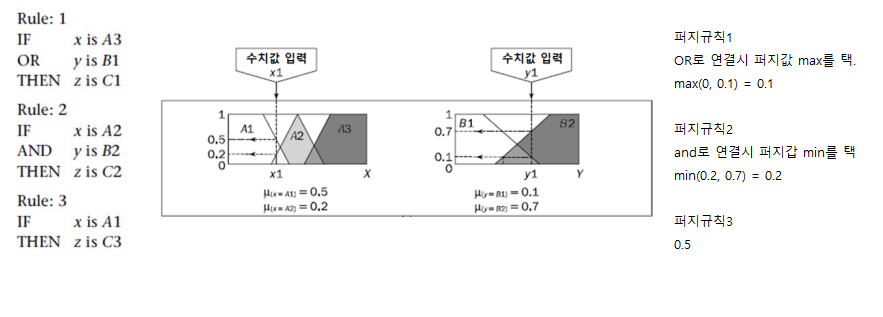 Rule: 1
IF x is A3
OR y is B1
THEN z is C1
Rule: 2
IF x is A2
AND y is B2
THEN z is C2
Rule: 3
IF x is A1
THEN z is C3
수치값 입력
x1
1
0.5
0.2
0
A1
A2
A3
x1
X
μ(x = A1) = 0.5
μ(x = A2) = 0.2
수치값 입력
y1
1
0.7
0.1
0
B1
B2
y1
Y
μ(y = B1) = 0.1
μ(y = B2) = 0.7
퍼지규칙1
OR로 연결시 퍼지값 max를 택.
max(0, 0.1) = 0.1
퍼지규칙2
and로 연결시 퍼지갑 min를 택
min(0.2, 0.7) = 0.2
퍼지규칙3
0.5